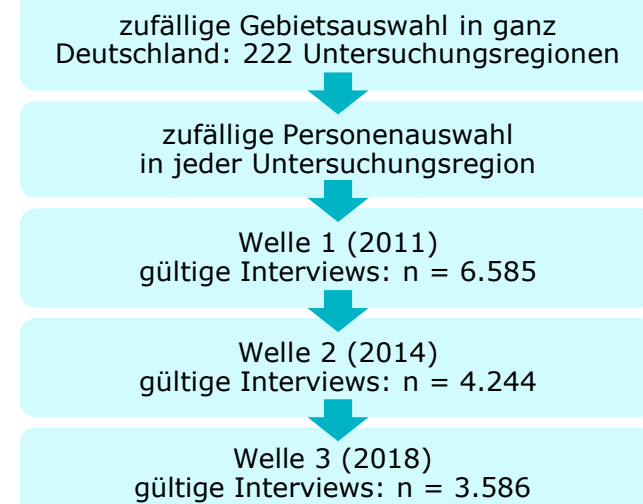 zufällige Gebietsauswahl in ganz
Deutschland: 222 Untersuchungsregionen
zufällige Personenauswahl
in jeder Untersuchungsregion
Welle 1 (2011)
gültige Interviews: n = 6.585
Welle 2 (2014)
gültige Interviews: n = 4.244
Welle 3 (2018)
gültige Interviews: n = 3.586